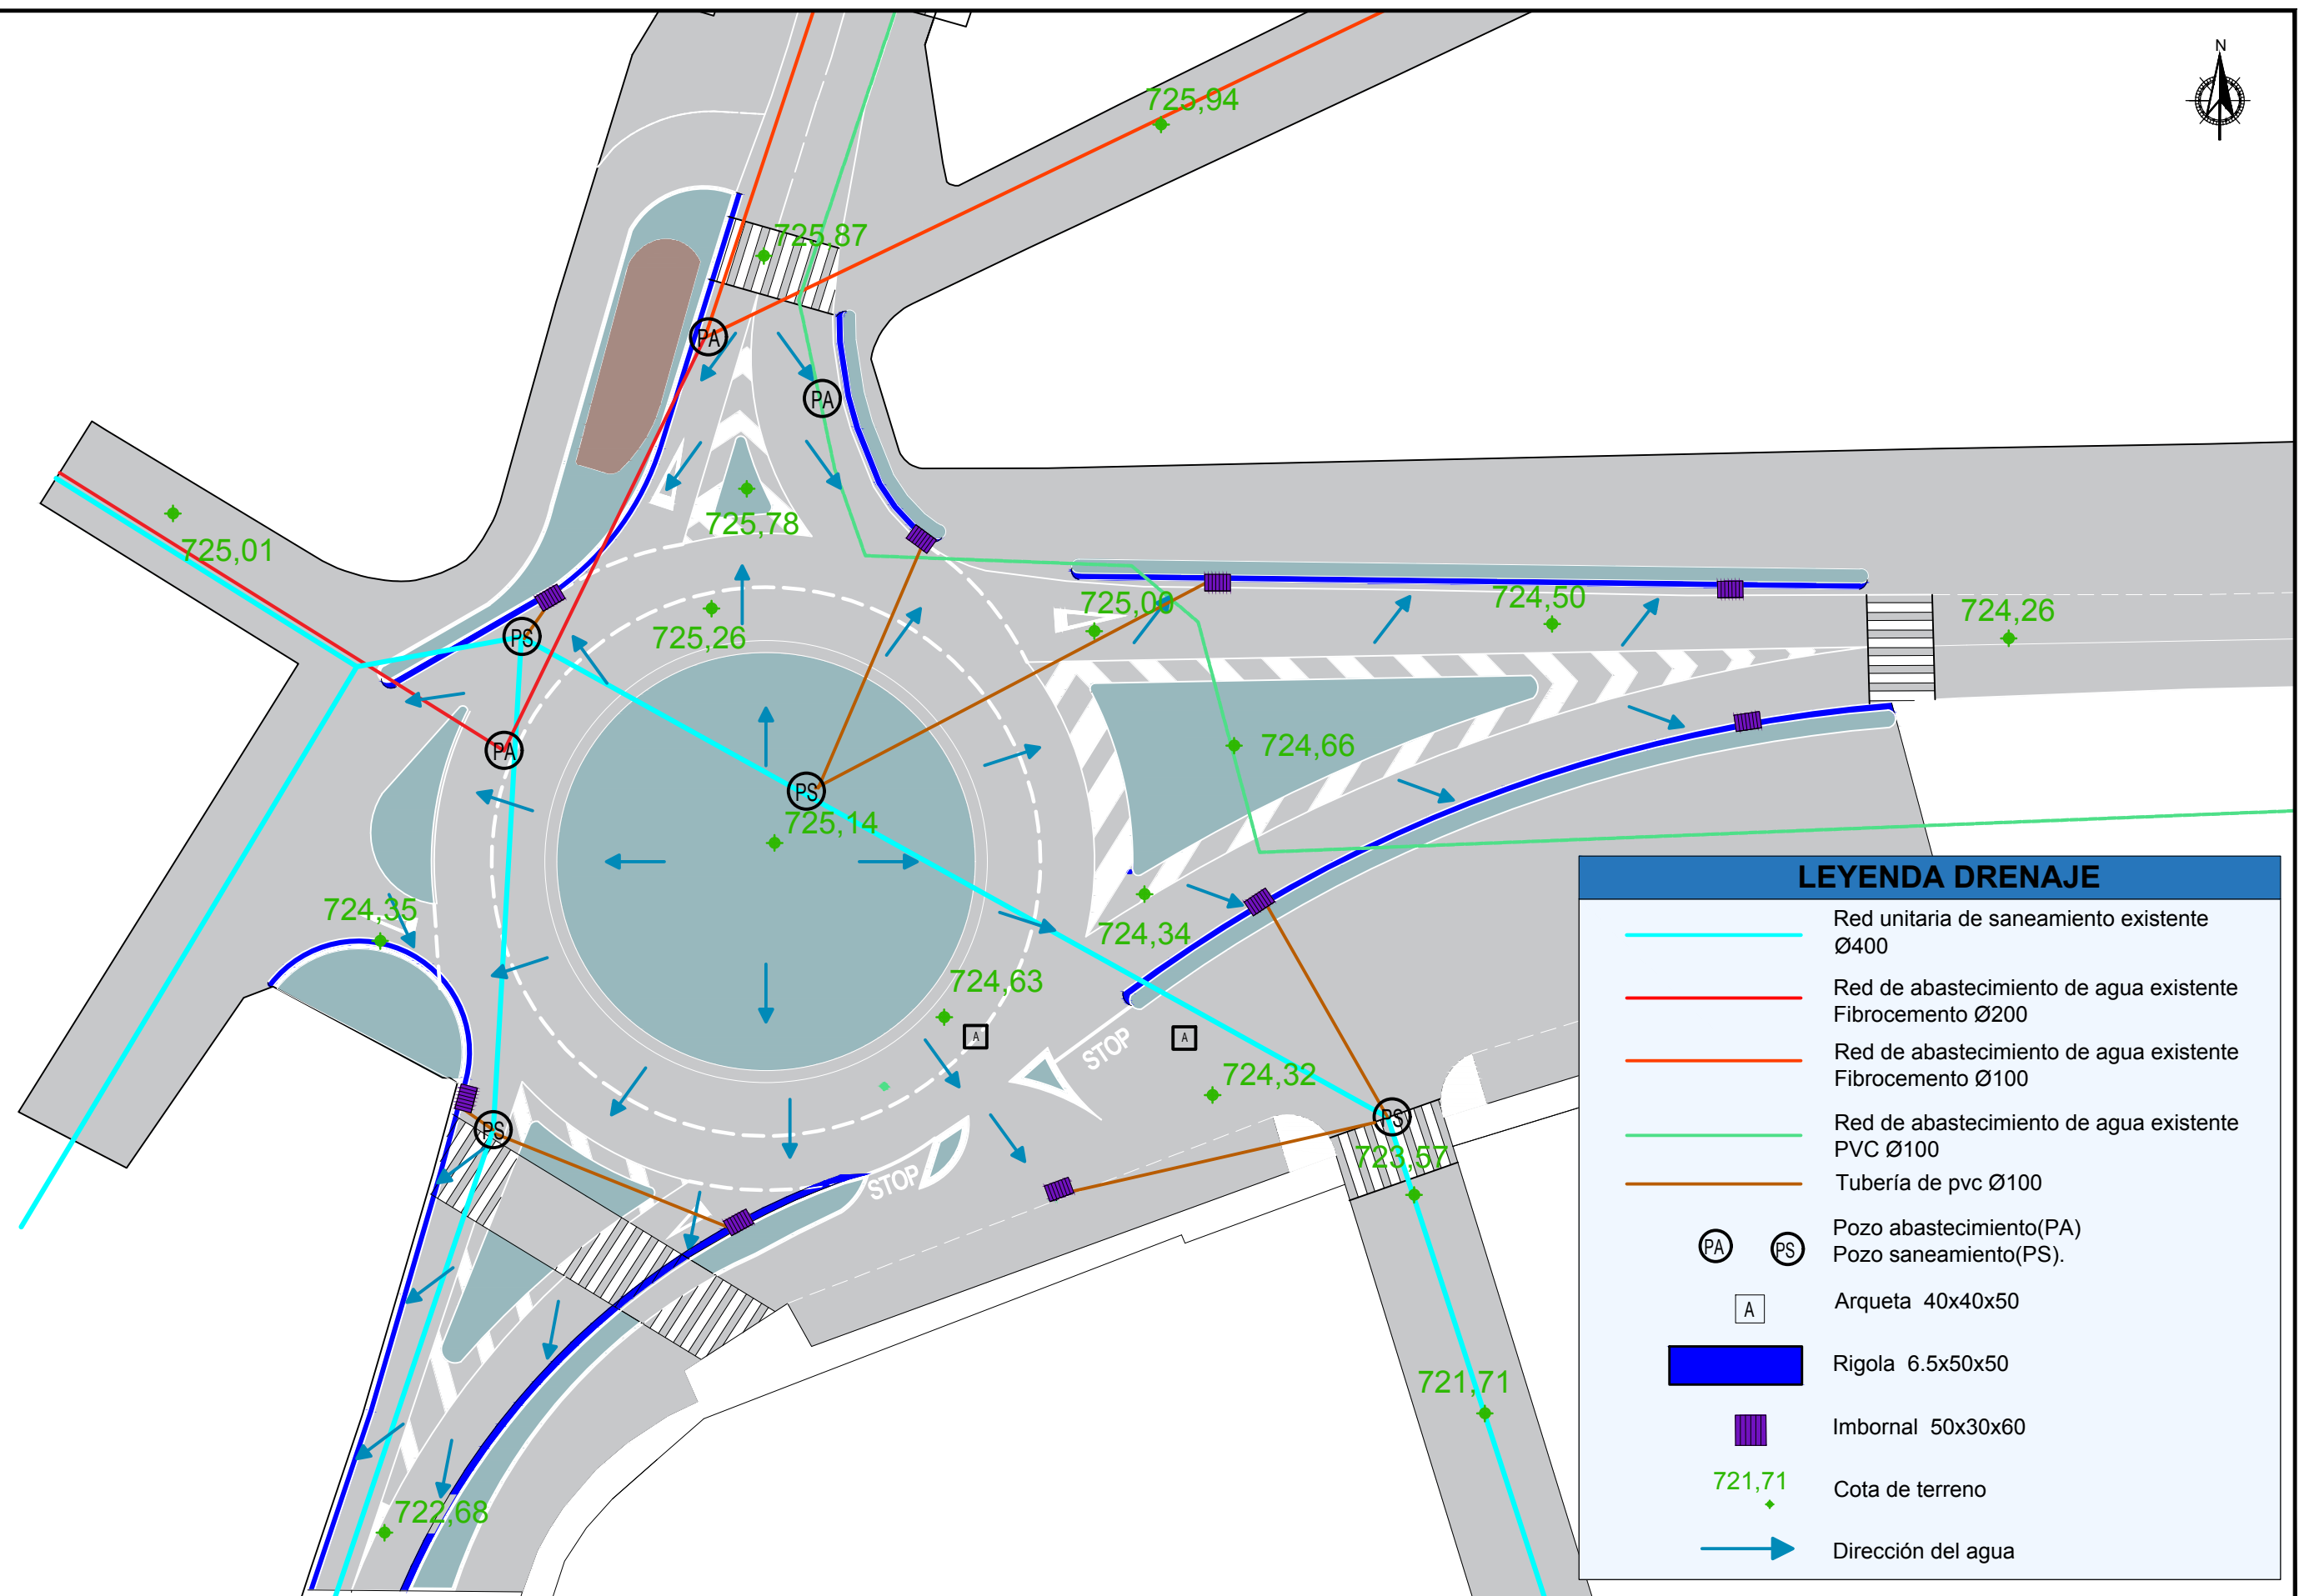 N
725,94
725,87
PA
PA
725,01
725,78
725,26
725,00
724,50
724,26
PS
PA
724,66
PS
725,14
724,35
724,34
724,63
A
A
STOP
724,32
PS
PS
723,57
STOP
721,71
722,68
LEYENDA DRENAJE
Red unitaria de saneamiento existente
Ø400
Red de abastecimiento de agua existente
Fibrocemento Ø200
Red de abastecimiento de agua existente
Fibrocemento Ø100
Red de abastecimiento de agua existente
PVC Ø100
Tubería de pvc Ø100
PA PS
Pozo abastecimiento(PA)
Pozo saneamiento(PS).
A
Arqueta 40x40x50
Rigola 6.5x50x50
Imbornal 50x30x60
721,71
Cota de terreno
Dirección del agua